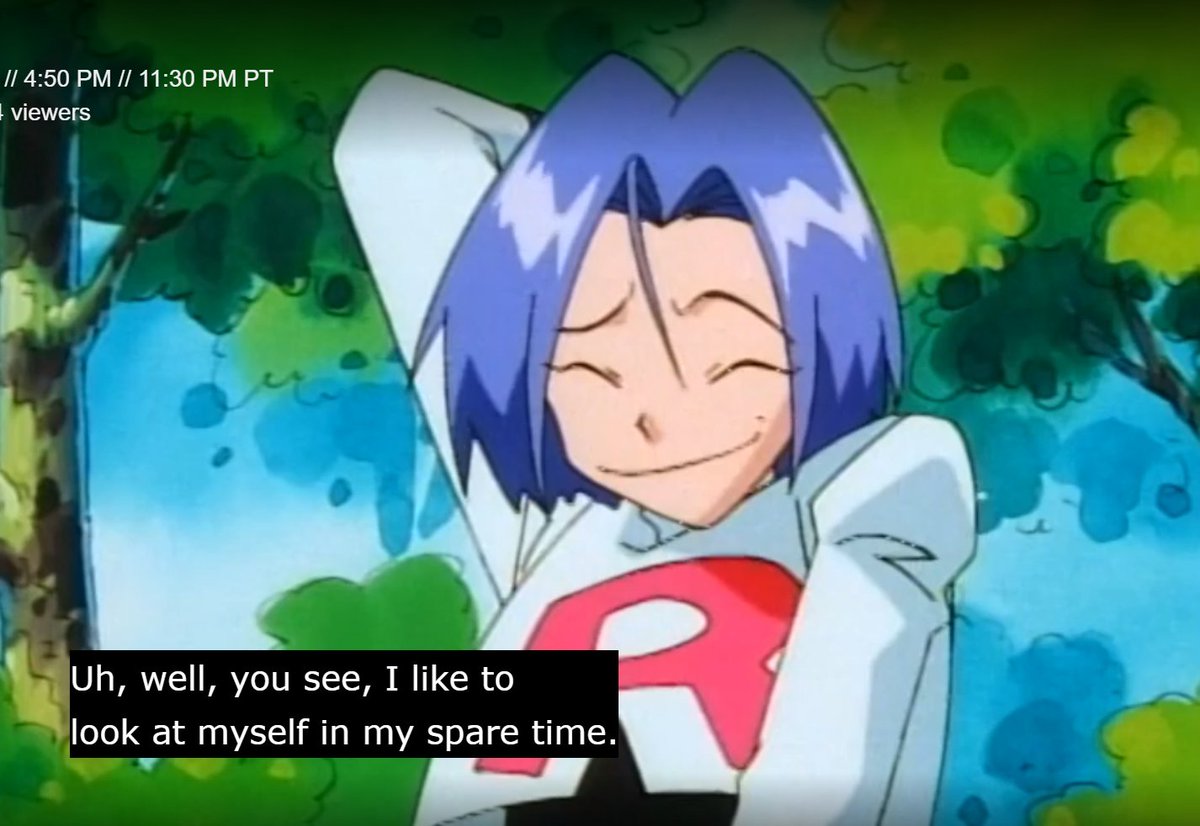 // 4:50 PM // 11:30 PM PT
viewers
Uh, well, you see, I like to
look at myself in my spare time.
R